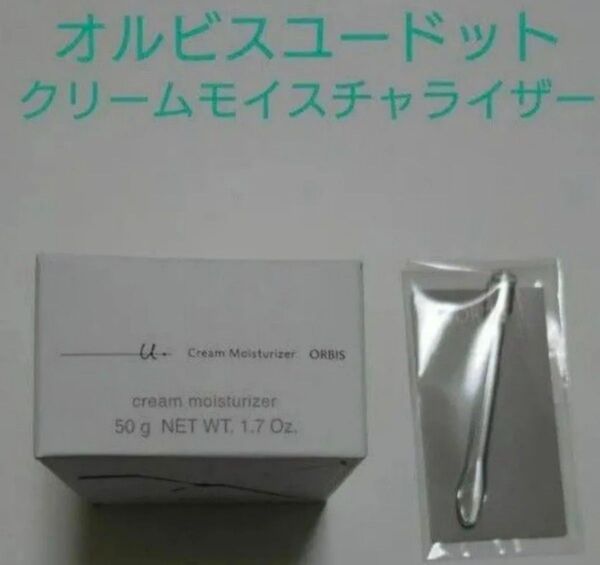 オルビスユードット
クリームモイスチャライザー
u. Cream Moisturizer ORBIS
cream moisturizer
50 g NET WT. 1.7 Oz.